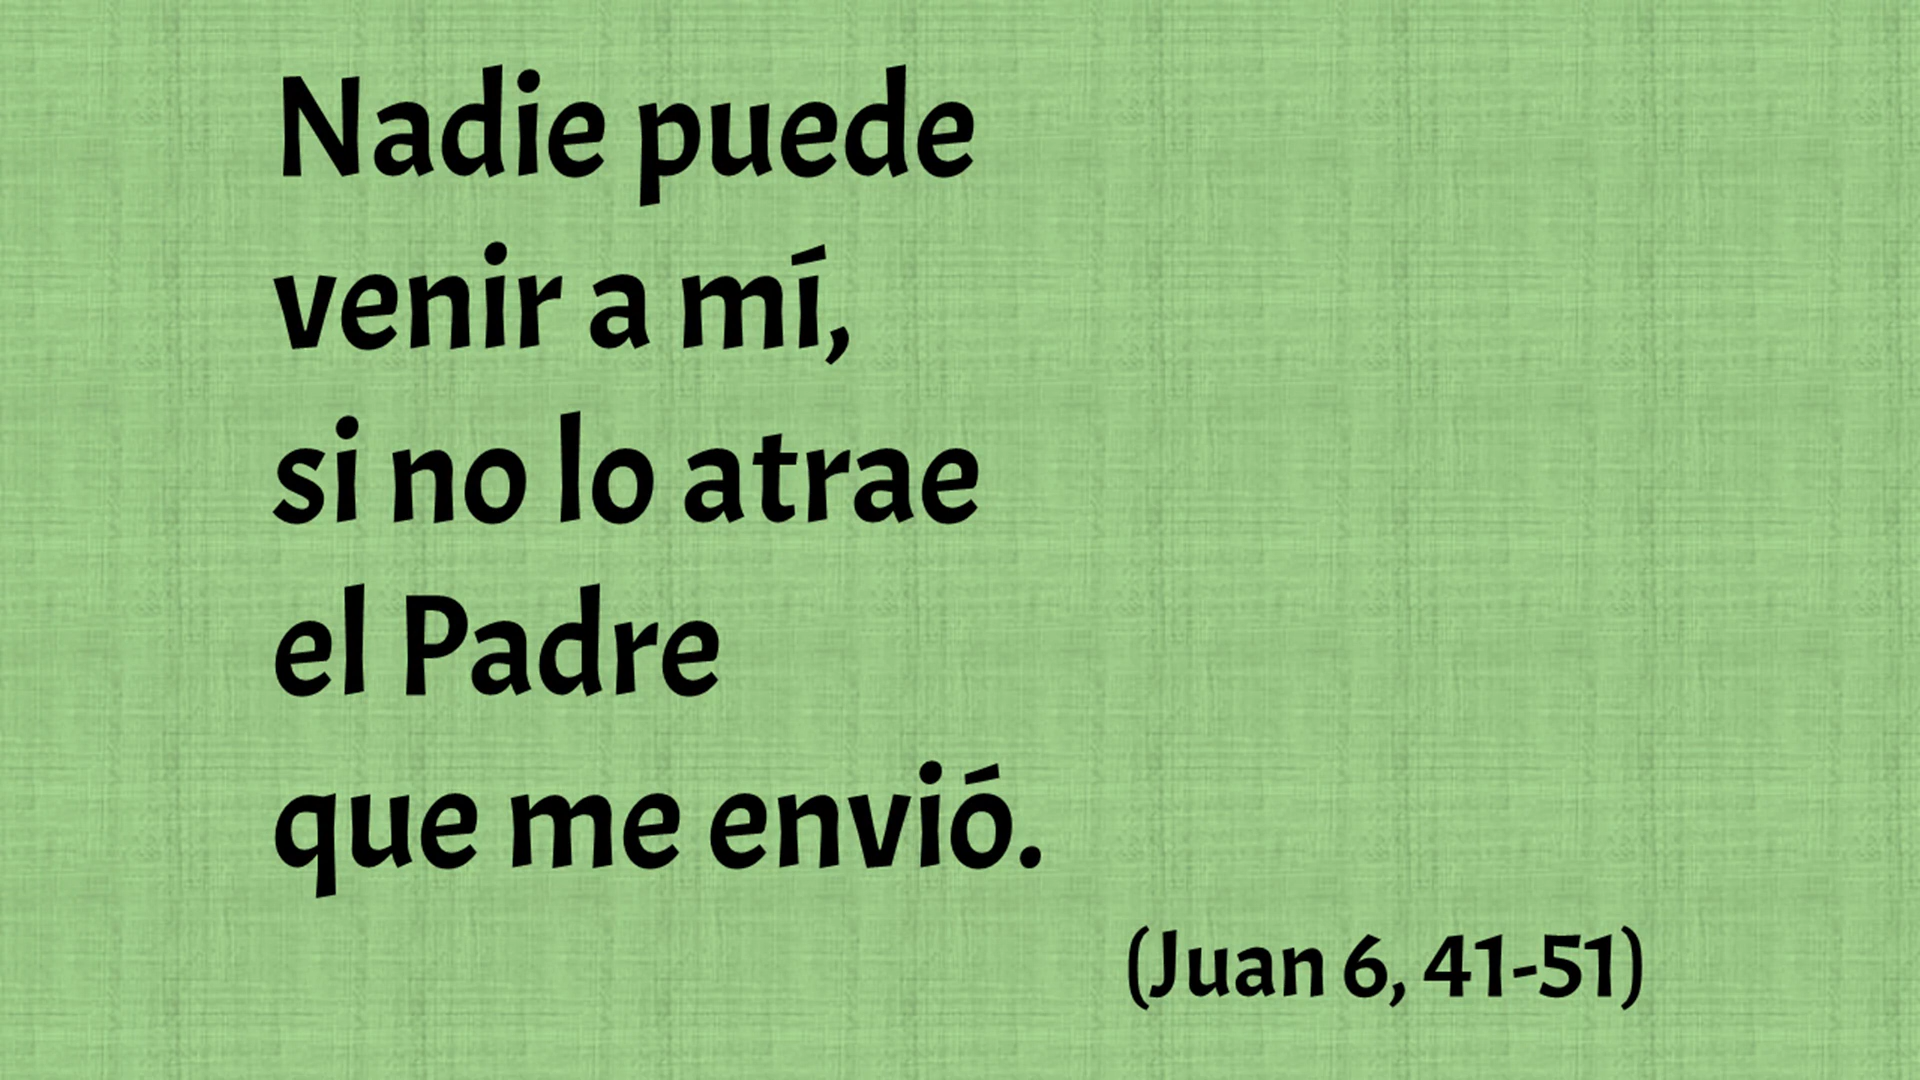 Nadie puede
venir a mí,
si no lo atrae
el Padre
que me envió.
(Juan 6, 41-51)